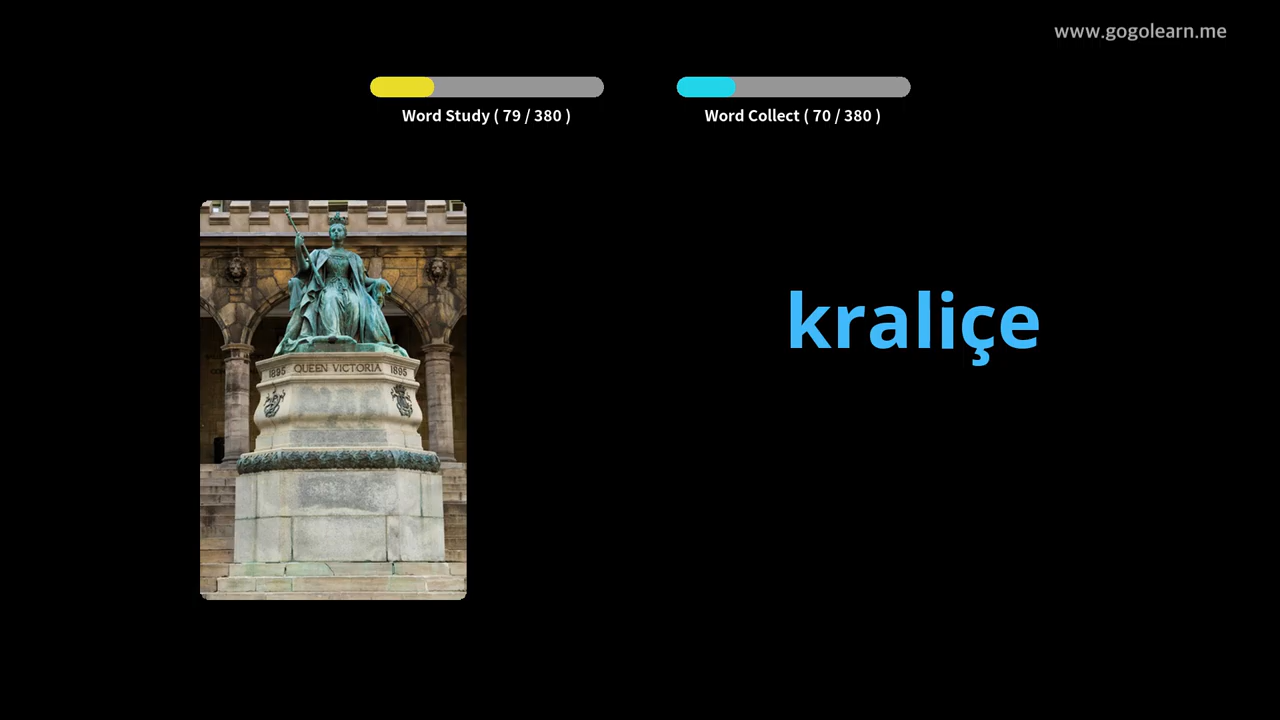 www.gogolearn.me
Word Study ( 79 / 380 )
Word Collect ( 70 / 380 )
1895 QUEEN VICTORIA 1895
kraliçe